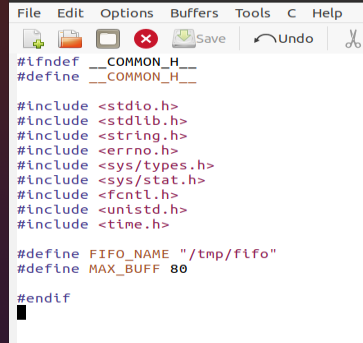 File Edit Options Buffers Tools C Help
Save Undo
#ifndef __COMMON_H__
#define __COMMON_H__
#include <stdio.h>
#include <stdlib.h>
#include <string.h>
#include <errno.h>
#include <sys/types.h>
#include <sys/stat.h>
#include <fcntl.h>
#include <unistd.h>
#include <time.h>
#define FIFO_NAME "/tmp/fifo"
#define MAX_BUFF 80
#endif